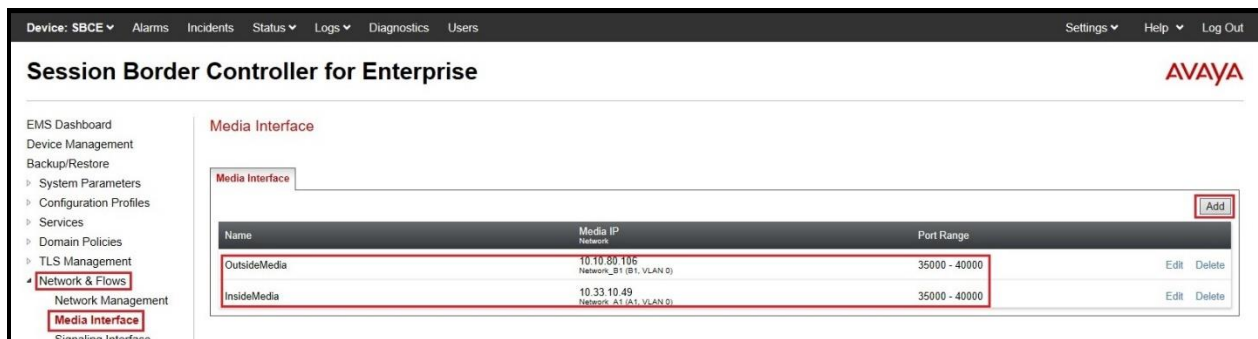 Device: SBCE Alarms Incidents Status Logs Diagnostics Users Settings Help Log Out
Session Border Controller for Enterprise
AVAYA
EMS Dashboard
Device Management
Backup/Restore
System Parameters
Configuration Profiles
Services
Domain Policies
TLS Management
Network & Flows
Network Management
Media Interface
Signaling Interface
Media Interface
Media Interface
Add
Name Media IP Port Range
Network
OutsideMedia 10.10.80.106 35000 - 40000 Edit Delete
Network_B1 (B1, VLAN 0)
InsideMedia 10.33.10.49 35000 - 40000 Edit Delete
Network_A1 (A1, VLAN 0)